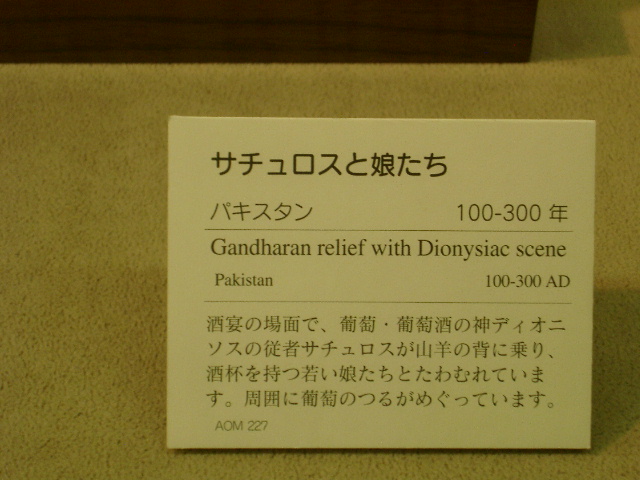 サチュロスと娘たち
パキスタン 100-300 年
Gandharan relief with Dionysiac scene
Pakistan 100-300 AD
酒宴の場面で、葡萄・葡萄酒の神ディオニ
ソスの従者サチュロスが山羊の背に乗り、
酒杯を持つ若い娘たちとたわむれていま
す。周囲に葡萄のつるがめぐっています。
AOM 227